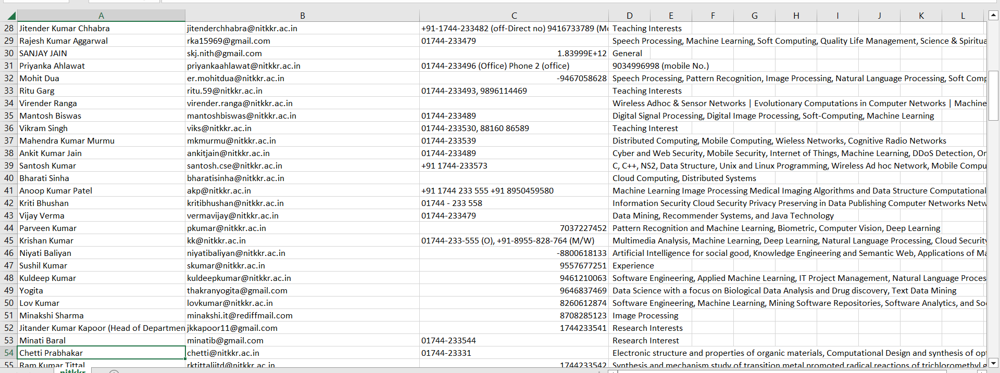 A B C D E F G H I J K L
28 Jitender Kumar Chhabra jitenderchhabra@nitkkr.ac.in +91-1744-233482 (off-Direct no) 9416733789 (Mo Teaching Interests
29 Rajesh Kumar Aggarwal rka15969@gmail.com 01744-233479 Speech Processing, Machine Learning, Soft Computing, Quality Life Management, Science & Spiritua
30 SANJAY JAIN skj.nith@gmail.com 1.83999E+12 General
31 Priyanka Ahlawat priyankaahlawat@nitkkr.ac.in 01744-233496 (Office) Phone 2 (office) 9034996998 (mobile No.)
32 Mohit Dua er.mohitdua@nitkkr.ac.in -9467058628 Speech Processing, Pattern Recognition, Image Processing, Natural Language Processing, Soft Comp
33 Ritu Garg ritu.59@nitkkr.ac.in 01744-233493, 9896114469 Teaching Interests
34 Virender Ranga virender.ranga@nitkkr.ac.in Wireless Adhoc & Sensor Networks | Evolutionary Computations in Computer Networks | Machine
35 Mantosh Biswas mantoshbiswas@nitkkr.ac.in 01744-233489 Digital Signal Processing, Digital Image Processing, Soft-Computing, Machine Learning
36 Vikram Singh viks@nitkkr.ac.in 01744-233530, 88160 86589 Teaching Interest
37 Mahendra Kumar Murmu mkmurmu@nitkkr.ac.in 01744-233539 Distributed Computing, Mobile Computing, Wieless Networks, Cognitive Radio Networks
38 Ankit Kumar Jain ankitjain@nitkkr.ac.in 01744-233489 Cyber and Web Security, Mobile Security, Internet of Things, Machine Learning, DDoS Detection, On
39 Santosh Kumar santosh.cse@nitkkr.ac.in +91 1744-233573 C, C++, NS2, Data Structure, Unix and Linux Programming, Wireless Ad hoc Network, Mobile Compu
40 Bharati Sinha bharatisinha@nitkkr.ac.in Cloud Computing, Distributed Systems
41 Anoop Kumar Patel akp@nitkkr.ac.in +91 1744 233 555 +91 8950459580 Machine Learning Image Processing Medical Imaging Algorithms and Data Structure Computational
42 Kriti Bhushan kritibhushan@nitkkr.ac.in 01744 - 233 558 Information Security Cloud Security Privacy Preserving in Data Publishing Computer Networks Netw
43 Vijay Verma vermavijay@nitkkr.ac.in 01744-233479 Data Mining, Recommender Systems, and Java Technology
44 Parveen Kumar pkumar@nitkkr.ac.in 7037227452 Pattern Recognition and Machine Learning, Biometric, Computer Vision, Deep Learning
45 Krishan Kumar kk@nitkkr.ac.in 01744-233-555 (O), +91-8955-828-764 (M/W) Multimedia Analysis, Machine Learning, Deep Learning, Natural Language Processing, Cloud Security
46 Niyati Baliyan niyatibaliyan@nitkkr.ac.in -8800618133 Artificial Intelligence for social good, Knowledge Engineering and Semantic Web, Applications of Ma
47 Sushil Kumar skumar@nitkkr.ac.in 9557677251 Experience
48 Kuldeep Kumar kuldeepkumar@nitkkr.ac.in 9461210063 Software Engineering, Applied Machine Learning, IT Project Management, Natural Language Proces
49 Yogita thakranyogita@gmail.com 9646837469 Data Science with a focus on Biological Data Analysis and Drug discovery, Text Data Mining
50 Lov Kumar lovkumar@nitkkr.ac.in 8260612874 Software Engineering, Machine Learning, Mining Software Repositories, Software Analytics, and So
51 Minakshi Sharma minakshi.it@rediffmail.com 8708285123 Image Processing
52 Jitander Kumar Kapoor (Head of Departmen jkkapoor11@gmail.com 1744233541 Research Interests
53 Minati Baral minatib@gmail.com 01744-233544 Research Interest
54 Chetti Prabhakar chetti@nitkkr.ac.in 01744-23331 Electronic structure and properties of organic materials, Computational Design and synthesis of opt
55 Ram Kumar Tittal rktittaliitd@nitkkr.ac.in 1744233542 Synthesis and mechanism study of transition metal promoted radical reactions of trichloromethyl g
nitkkr